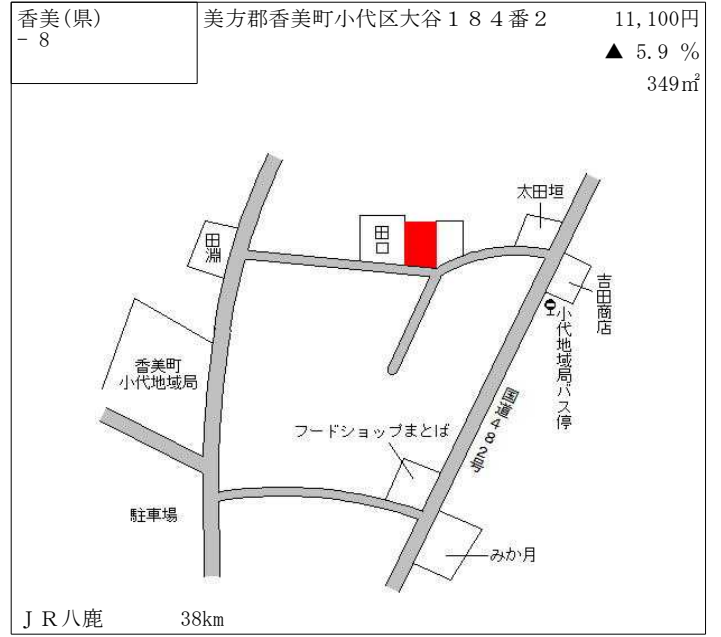 香美(県)
- 8
美方郡香美町小代区大谷184番2
11,100円
▲ 5.9 %
349㎡
太田垣
田口
田淵
吉田商店
小代地域局バス停
香美町
小代地域局
国道482号
フードショップまとば
駐車場
みか月
JR八鹿 38km